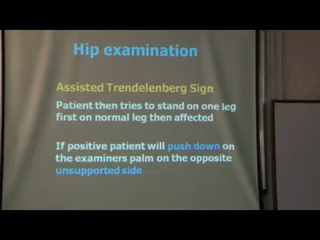 Hip examination
Assisted Trendelenberg Sign
Patient then tries to stand on one leg
first on normal leg then affected
If positive patient will push down on
the examiners palm on the opposite
unsupported side